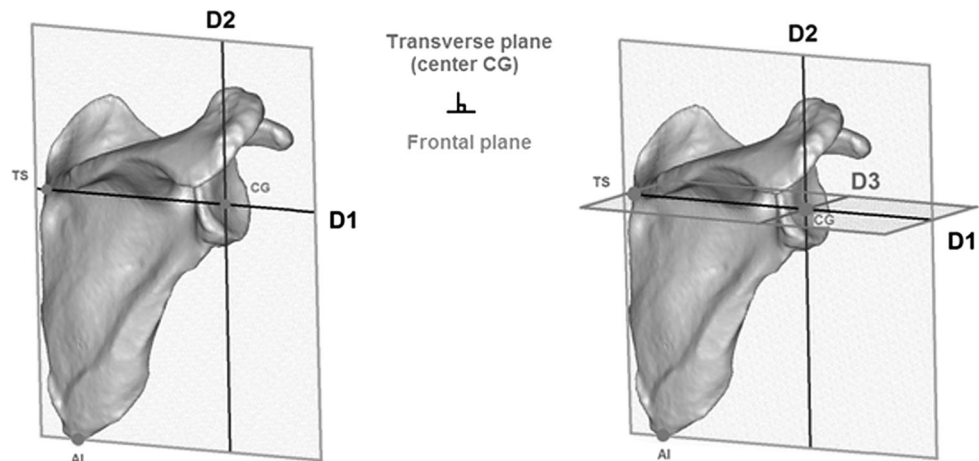 D2
TS
CG
D1
AI
Transverse plane
(center CG)
Frontal plane
D2
TS
D3
CG
D1
AI